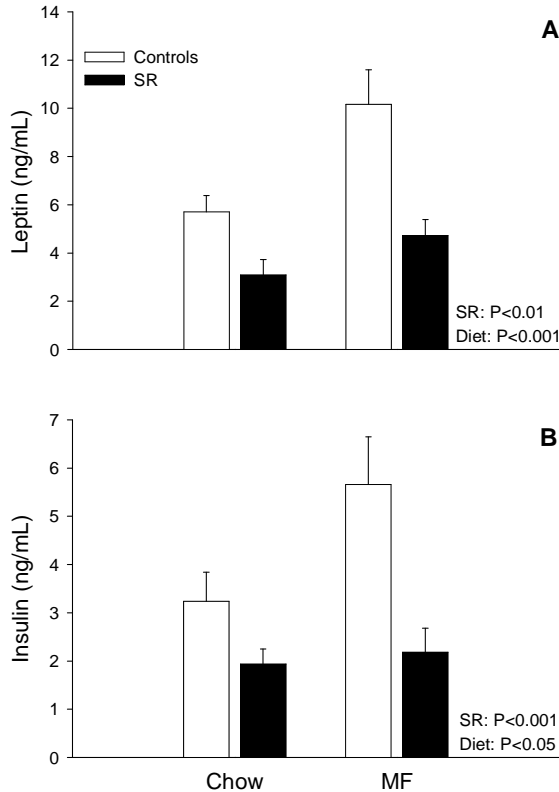 A
14
12
10
8
6
4
2
0
Leptin (ng/mL)
Controls
SR
SR: P<0.01
Diet: P<0.001
B
7
6
5
4
3
2
1
0
Insulin (ng/mL)
SR: P<0.001
Diet: P<0.05
Chow MF